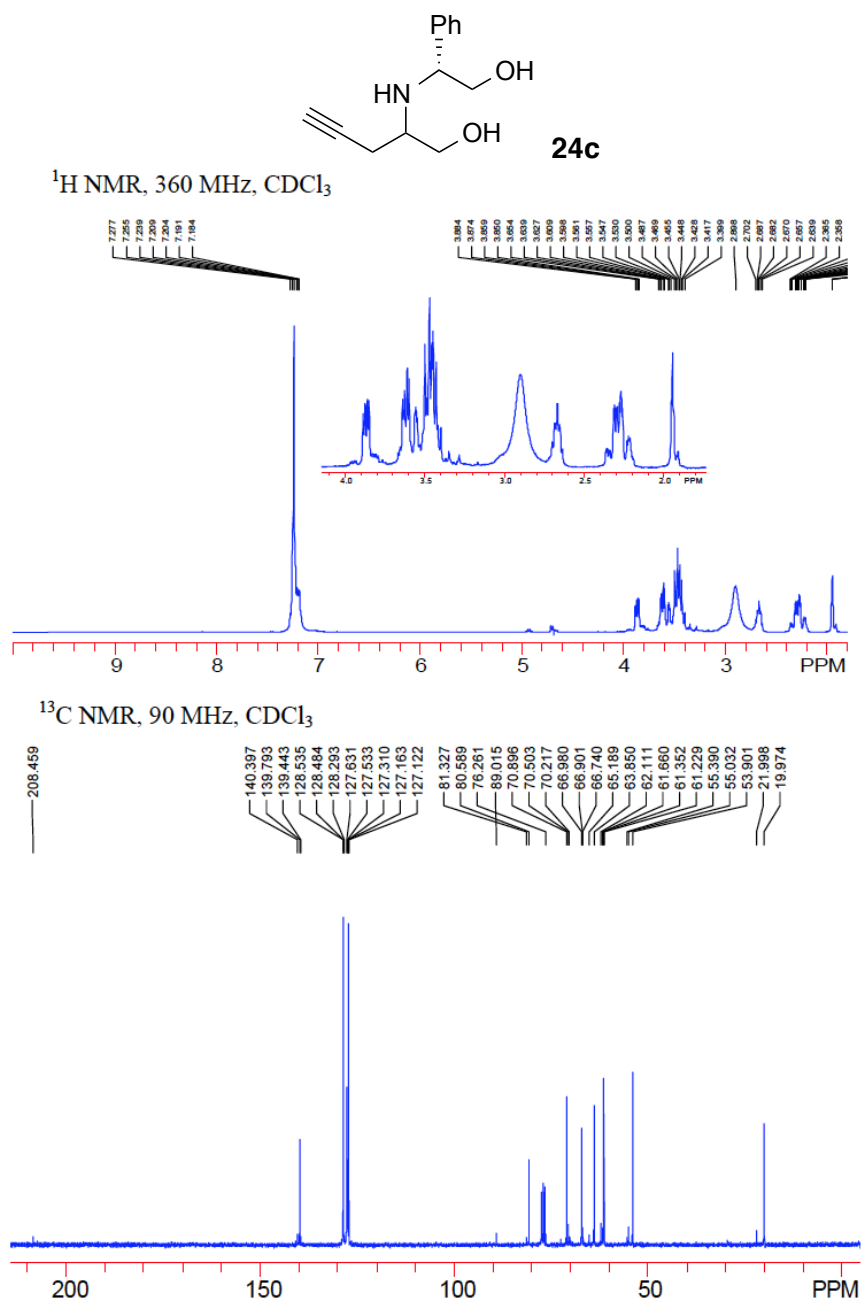 Ph
OH
HN
OH
24c
¹H NMR, 360 MHz, CDCl₃
7.277 7.255 7.239 7.209 7.204 7.191 7.184
3.884 3.874 3.859 3.850 3.654 3.639 3.627 3.609 3.598 3.561 3.557 3.547 3.530 3.500 3.487 3.469 3.455 3.448 3.428 3.417 3.399 2.898 2.702 2.687 2.682 2.670 2.657 2.639 2.365 2.358
4.0 3.5 3.0 2.5 2.0 PPM
9 8 7 6 5 4 3 PPM
¹³C NMR, 90 MHz, CDCl₃
208.459 140.397 139.793 139.443 128.535 128.484 128.293 127.631 127.533 127.310 127.163 127.122 81.327 80.589 76.261 89.015 70.896 70.503 70.217 66.980 66.901 66.740 65.189 63.850 62.111 61.660 61.352 61.229 55.390 55.032 53.901 21.998 19.974
200 150 100 50 PPM